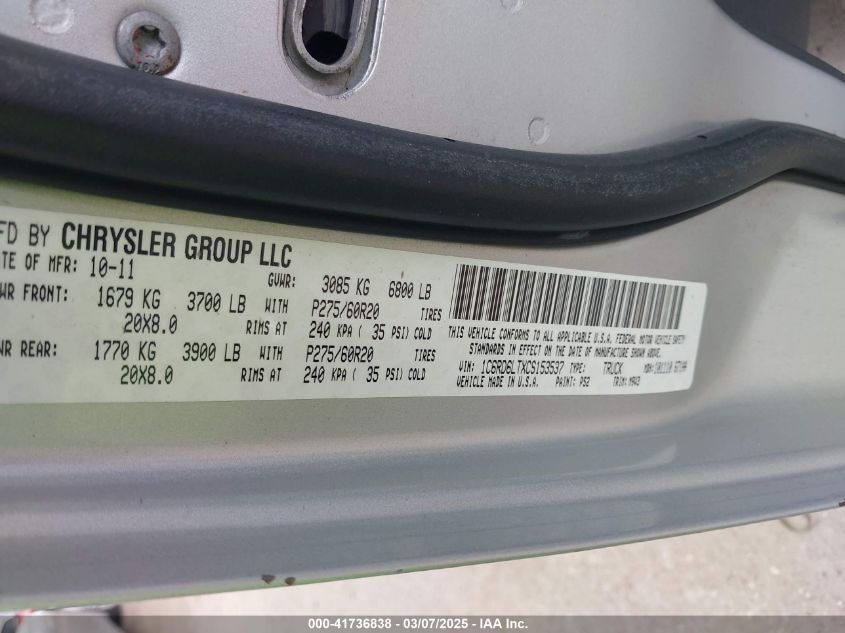 FD BY CHRYSLER GROUP LLC
TE OF MFR: 10-11 GVWR: 3085 KG 6800 LB
WR FRONT: 1679 KG 3700 LB WITH P275/60R20 TIRES
20X8.0 RIMS AT 240 KPA ( 35 PSI) COLD
WR REAR: 1770 KG 3900 LB WITH P275/60R20 TIRES
20X8.0 RIMS AT 240 KPA ( 35 PSI) COLD
THIS VEHICLE CONFORMS TO ALL APPLICABLE U.S.A. FEDERAL MOTOR VEHICLE SAFETY
STANDARDS IN EFFECT ON THE DATE OF MANUFACTURE SHOWN ABOVE.
VIN: 1C6RD6LTXCS153537 TYPE: TRUCK MDH:
VEHICLE MADE IN U.S.A. PAINT: PS2 TRIM:
000-41736838 - 03/07/2025 - IAA Inc.